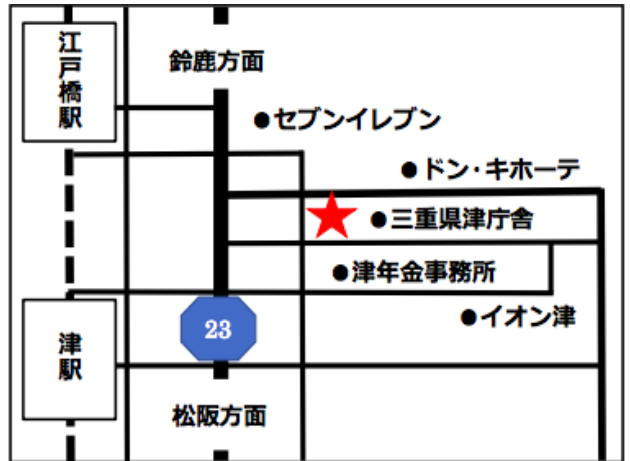 江戸橋駅
鈴鹿方面
●セブンイレブン
●ドン・キホーテ
●三重県津庁舎
●津年金事務所
23
●イオン津
津駅
松阪方面